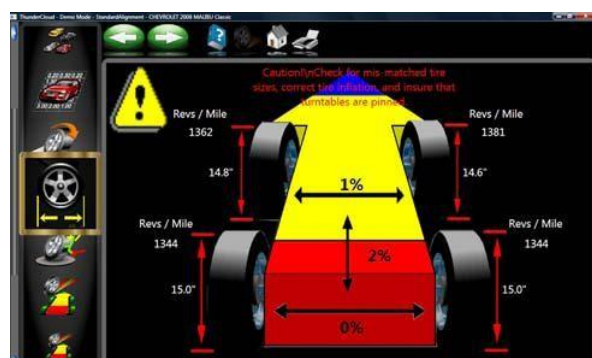 ThunderCloud - Demo Mode - StandardAlignment - CHEVROLET 2008 MALIBU Classic
Caution!\nCheck for mis-matched tire
sizes, correct tire inflation, and insure that
turntables are pinned
Revs / Mile
1362
Revs / Mile
1381
14.8"
14.6"
1%
Revs / Mile
1344
Revs / Mile
1344
2%
15.0"
15.0"
0%